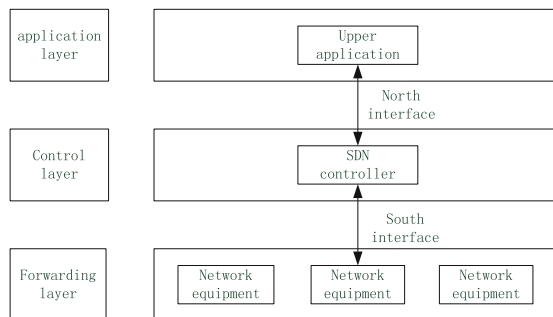 application
layer
Upper
application
North
interface
Control
layer
SDN
controller
South
interface
Forwarding
layer
Network
equipment
Network
equipment
Network
equipment